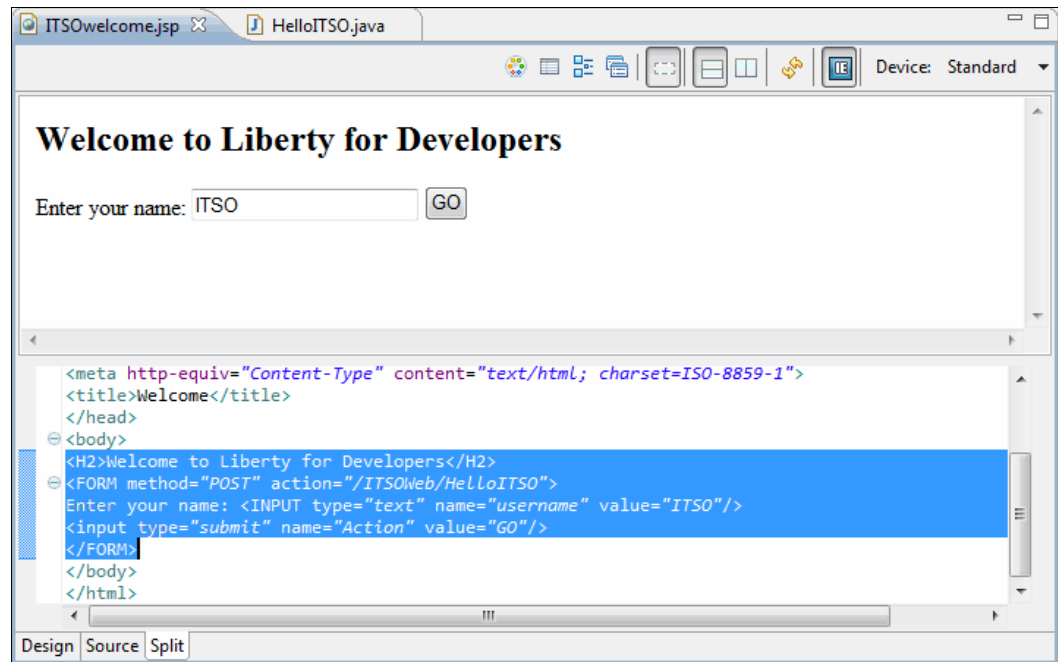 ITSOwelcome.jsp HelloITSO.java
Device: Standard
Welcome to Liberty for Developers
Enter your name: ITSO GO
<meta http-equiv="Content-Type" content="text/html; charset=ISO-8859-1">
<title>Welcome</title>
</head>
<body>
<H2>Welcome to Liberty for Developers</H2>
<FORM method="POST" action="/ITSOWeb/HelloITSO">
Enter your name: <INPUT type="text" name="username" value="ITSO"/>
<input type="submit" name="Action" value="GO"/>
</FORM>
</body>
</html>
Design Source Split